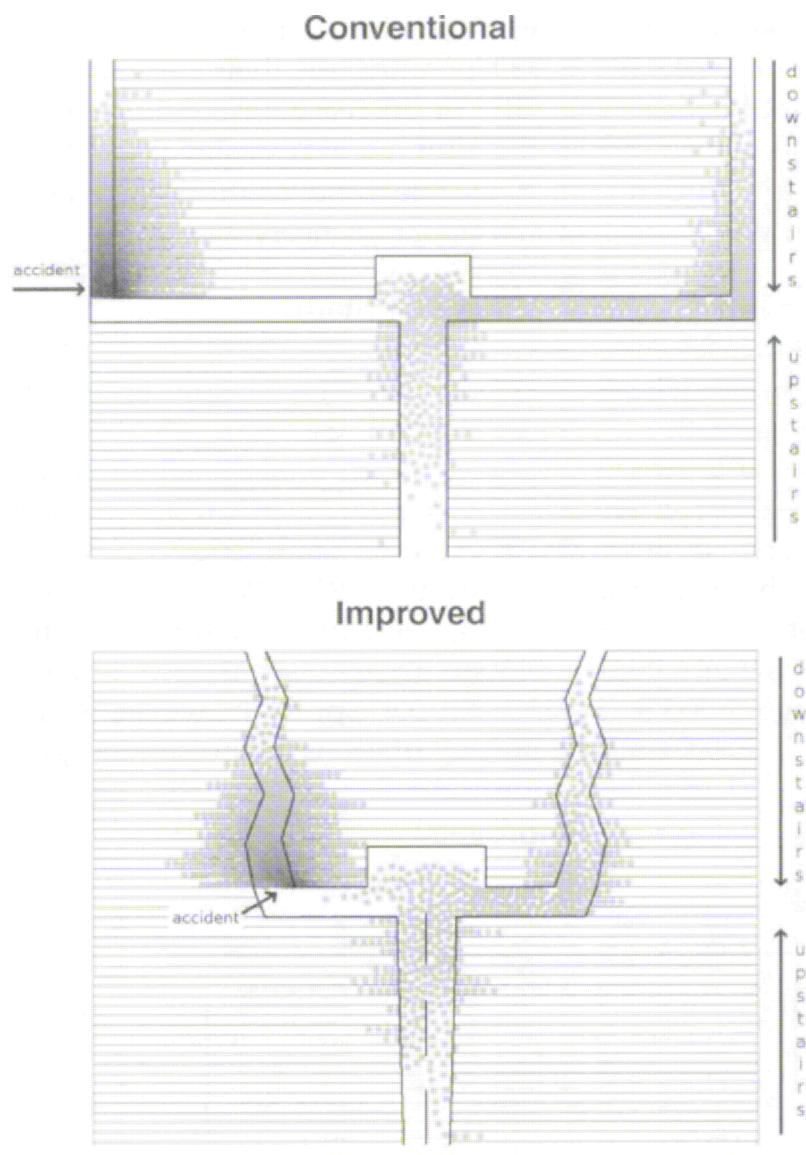 Conventional
downstairs
accident
upstairs
Improved
downstairs
accident
upstairs